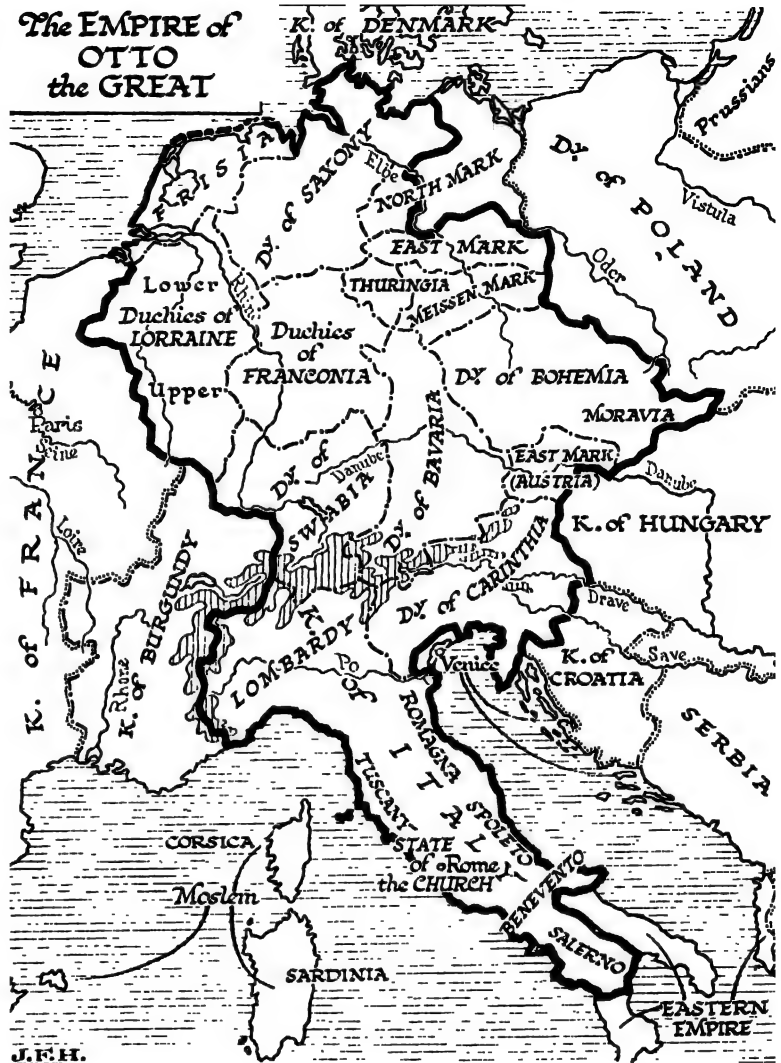 The EMPIRE of
OTTO
the GREAT
K. of DENMARK
Prussians
FRISIA
Dy. of SAXONY
Elbe
NORTH MARK
Dy. of POLAND
Vistula
EAST MARK
Oder
Lower
Rhine
THURINGIA
MEISSEN MARK
Duchies of
LORRAINE
Duchies
of
FRANCONIA
Upper
Dy. of BOHEMIA
MORAVIA
K. of FRANCE
Paris
Seine
Dy. of SWABIA
Danube
Dy. of BAVARIA
EAST MARK
(AUSTRIA)
Danube
K. of HUNGARY
Loire
K. of BURGUNDY
Rhone
Dy. of CARINTHIA
Drave
Save
K. of ITALY
LOMBARDY
Po
Venice
K. of
CROATIA
SERBIA
ROMAGNA
TUSCANY
SPOLETO
CORSICA
STATE
of Rome
the CHURCH
Moslem
BENEVENTO
SALERNO
SARDINIA
EASTERN
EMPIRE
J.F.H.